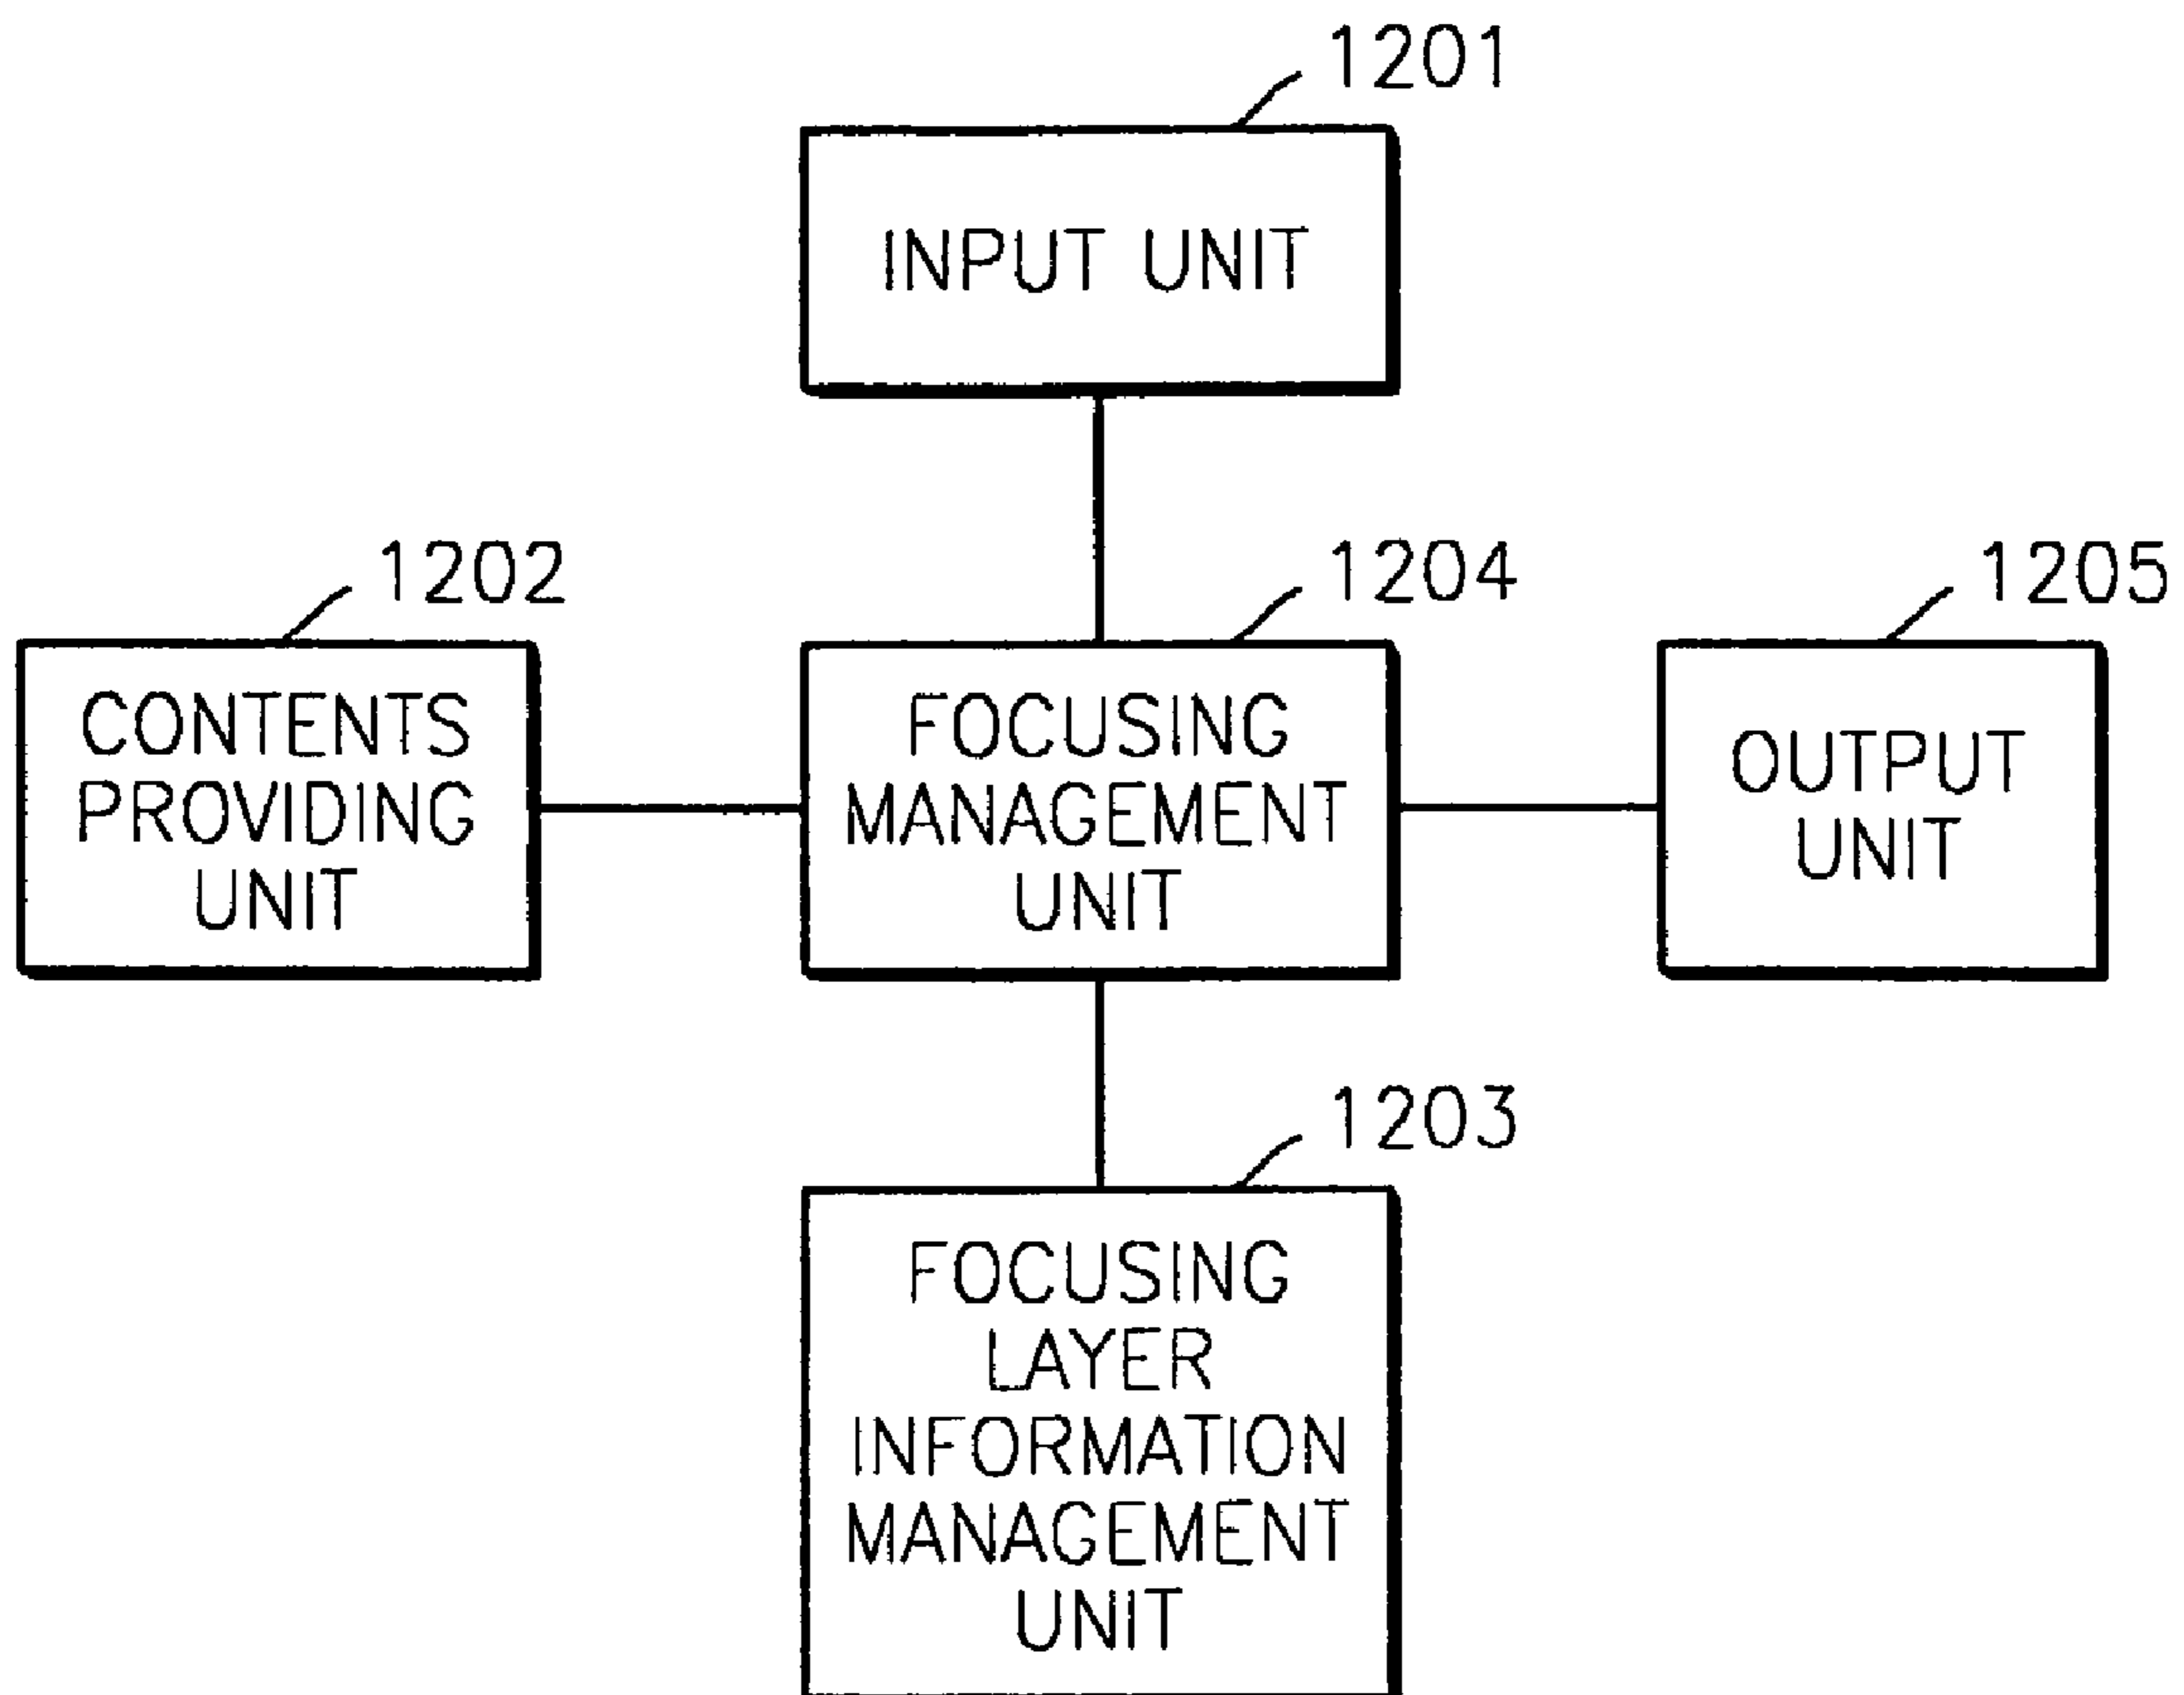 1201
INPUT UNIT
1202
CONTENTS
PROVIDING
UNIT
1204
FOCUSING
MANAGEMENT
UNIT
1205
OUTPUT
UNIT
1203
FOCUSING
LAYER
INFORMATION
MANAGEMENT
UNIT